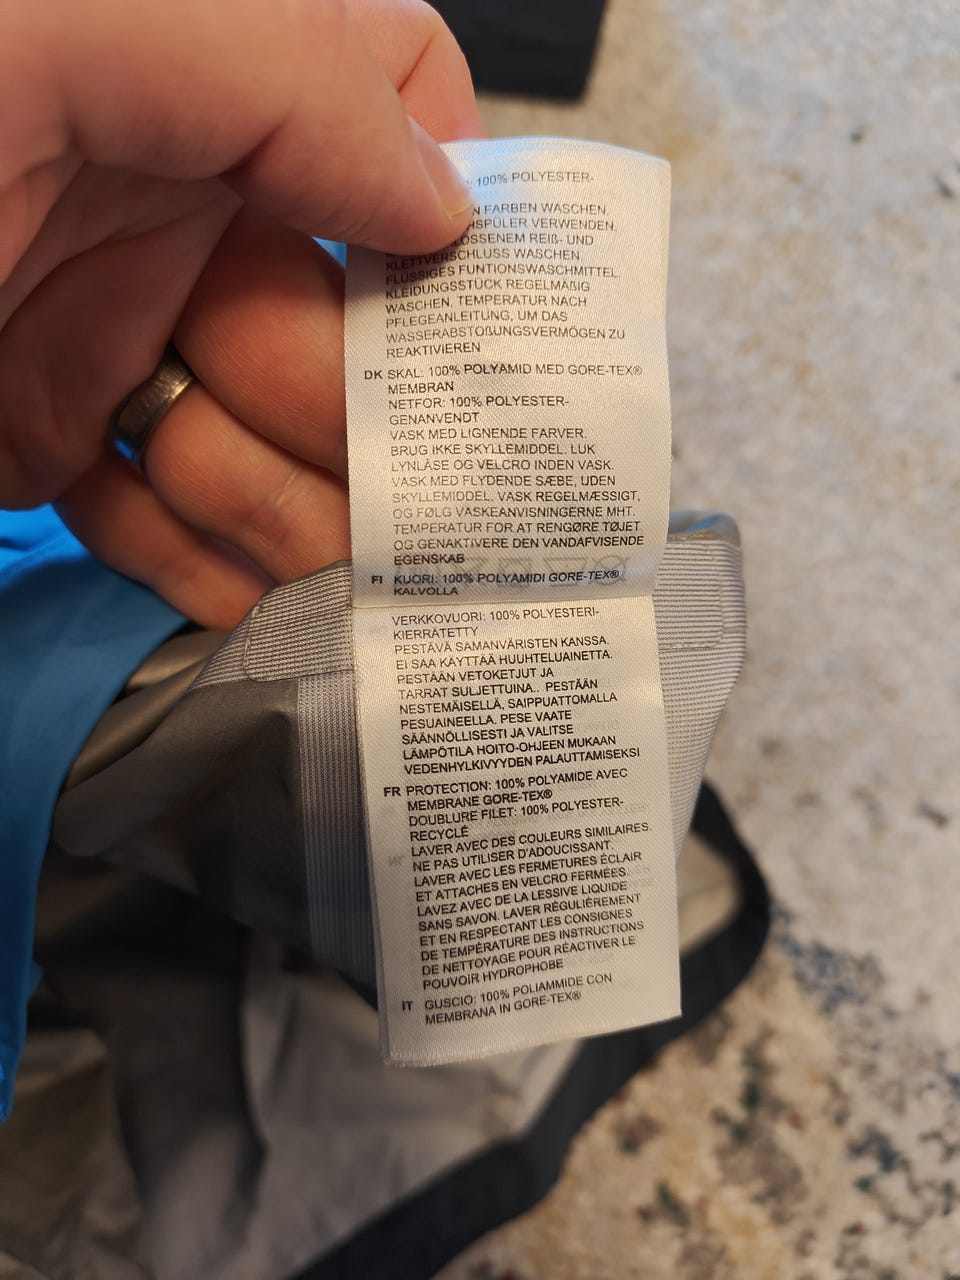 100% POLYESTER-
FARBEN WASCHEN,
VERWENDEN.
REIß- UND
KLETTVERSCHLUSS WASCHEN.
FLÜSSIGES FUNTIONSWASCHMITTEL.
KLEIDUNGSSTÜCK REGELMÄßIG
WASCHEN, TEMPERATUR NACH
PFLEGEANLEITUNG, UM DAS
WASSERABSTOßUNGSVERMÖGEN ZU
REAKTIVIEREN
DK SKAL: 100% POLYAMID MED GORE-TEX®
MEMBRAN
NETFOR: 100% POLYESTER-
GENANVENDT
VASK MED LIGNENDE FARVER.
BRUG IKKE SKYLLEMIDDEL. LUK
LYNLÅSE OG VELCRO INDEN VASK.
VASK MED FLYDENDE SÆBE, UDEN
SKYLLEMIDDEL. VASK REGELMÆSSIGT,
OG FØLG VASKEANVISNINGERNE MHT.
TEMPERATUR FOR AT RENGØRE TØJET
OG GENAKTIVERE DEN VANDAFVISENDE
EGENSKAB
FI KUORI: 100% POLYAMIDI GORE-TEX®
KALVOLLA
VERKKOVUORI: 100% POLYESTERI-
KIERRÄTETTY
PESTÄVÄ SAMANVÄRISTEN KANSSA.
EI SAA KÄYTTÄÄ HUUHTELUAINETTA.
PESTÄÄN VETOKETJUT JA
TARRAT SULJETTUINA.. PESTÄÄN
NESTEMÄISELLÄ, SAIPPUATTOMALLA
PESUAINEELLA. PESE VAATE
SÄÄNNÖLLISESTI JA VALITSE
LÄMPÖTILA HOITO-OHJEEN MUKAAN
VEDENHYLKIVYYDEN PALAUTTAMISEKSI
FR PROTECTION: 100% POLYAMIDE AVEC
MEMBRANE GORE-TEX®
DOUBLURE FILET: 100% POLYESTER-
RECYCLÉ
LAVER AVEC DES COULEURS SIMILAIRES.
NE PAS UTILISER D'ADOUCISSANT.
LAVER AVEC LES FERMETURES ÉCLAIR
ET ATTACHES EN VELCRO FERMÉES.
LAVEZ AVEC DE LA LESSIVE LIQUIDE
SANS SAVON. LAVER RÉGULIÈREMENT
ET EN RESPECTANT LES CONSIGNES
DE TEMPÉRATURE DES INSTRUCTIONS
DE NETTOYAGE POUR RÉACTIVER LE
POUVOIR HYDROPHOBE
IT GUSCIO: 100% POLIAMMIDE CON
MEMBRANA IN GORE-TEX®